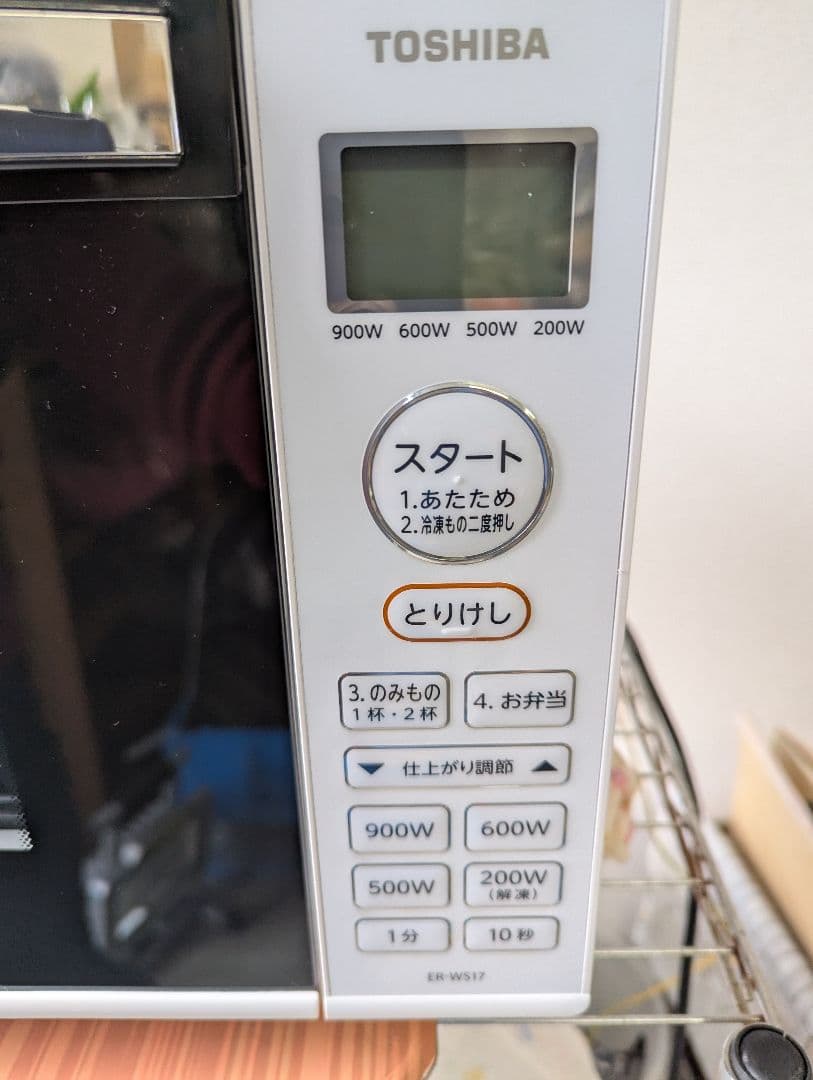 TOSHIBA
900W 600W 500W 200W
スタート
1.あたため
2.冷凍もの二度押し
とりけし
3.のみもの
1杯・2杯
4.お弁当
▼ 仕上がり調節 ▲
900W
600W
500W
200W
(解凍)
1分
10秒
ER-WS17